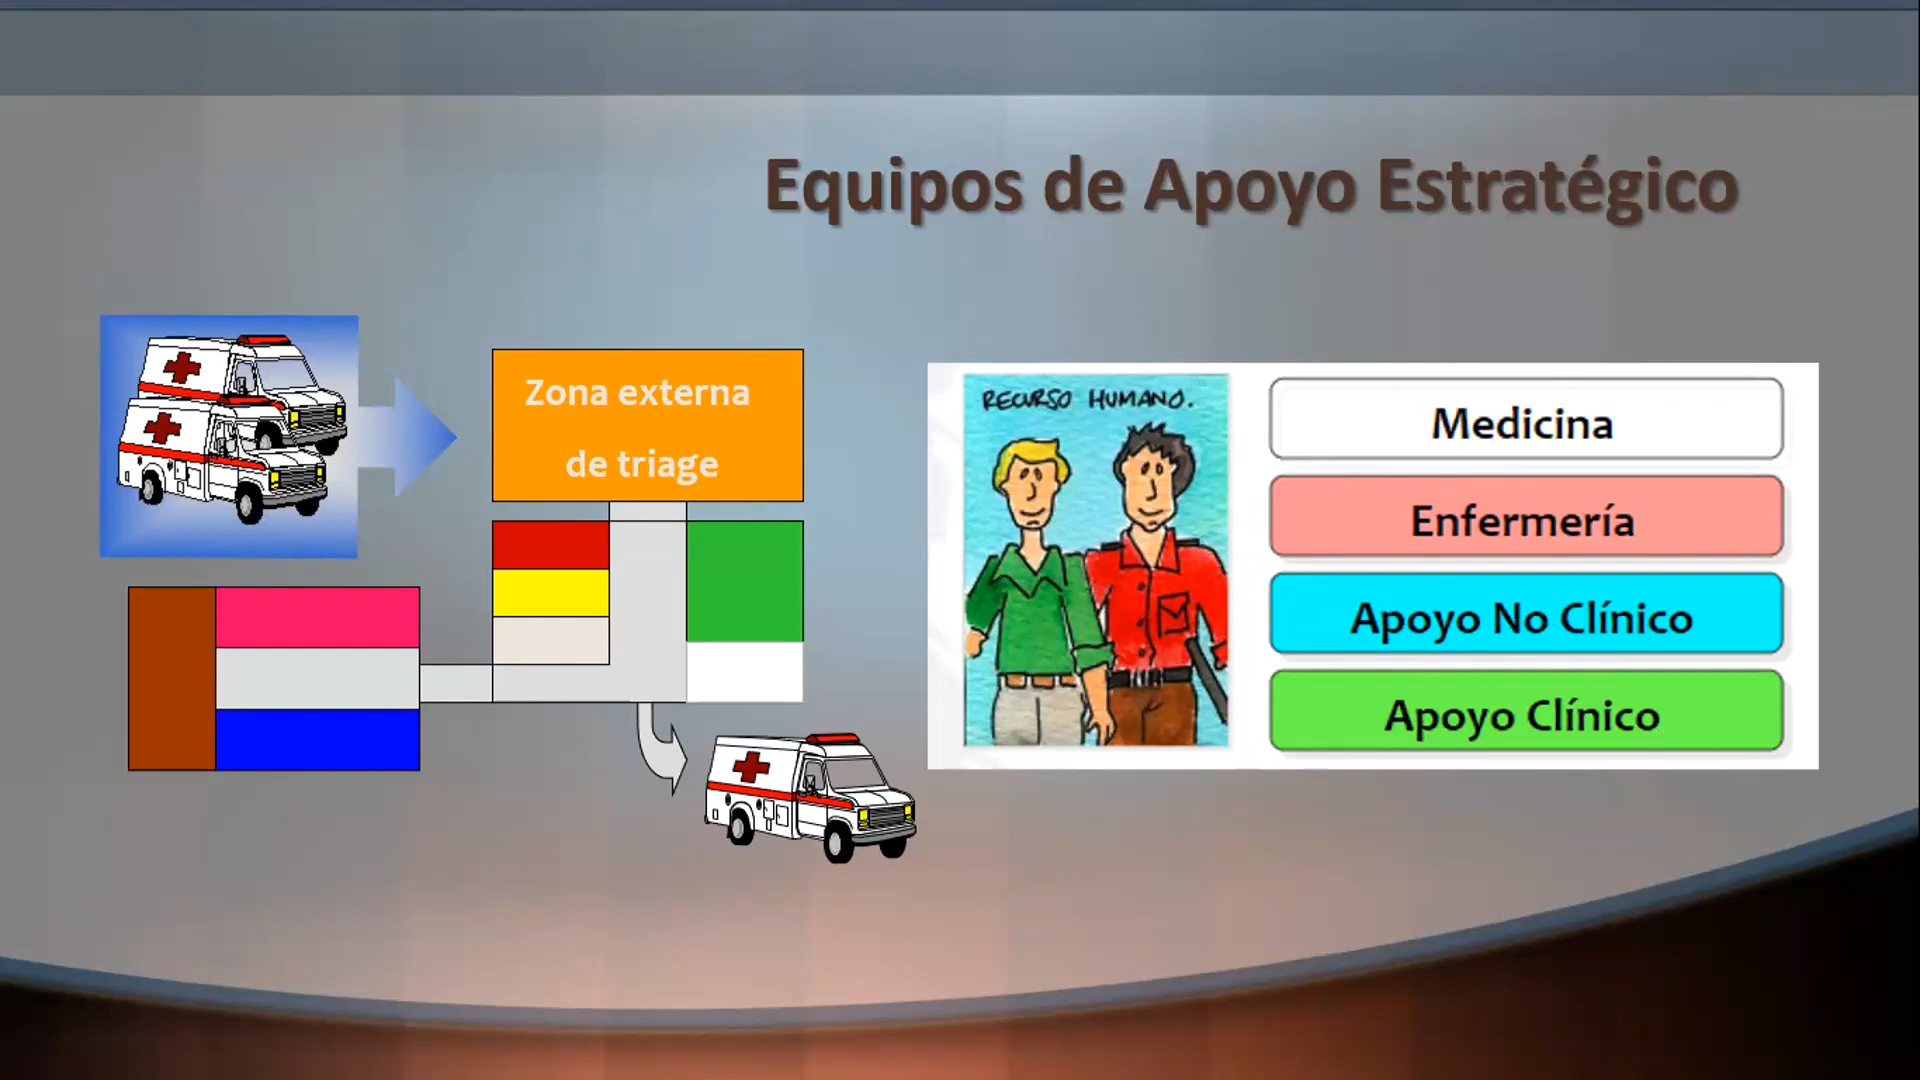 Equipos de Apoyo Estratégico
Zona externa
de triage
RECURSO HUMANO.
Medicina
Enfermería
Apoyo No Clínico
Apoyo Clínico